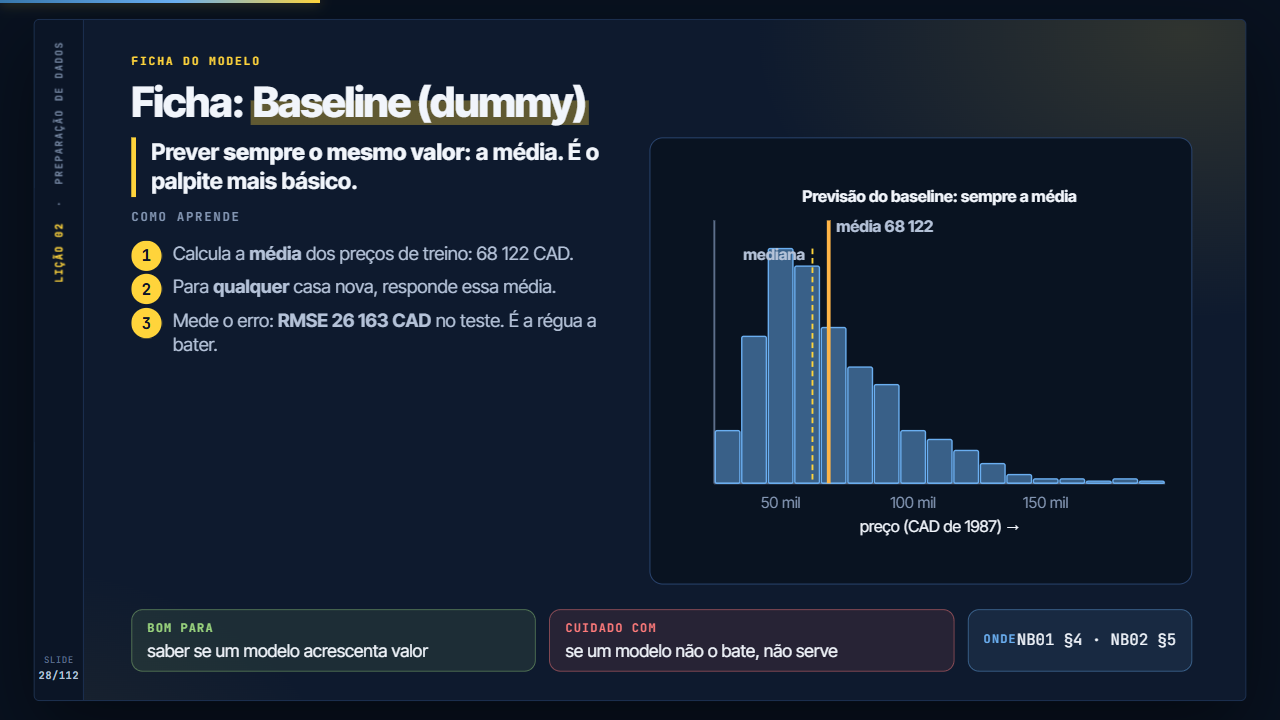 LIÇÃO 02 · PREPARAÇÃO DE DADOS
FICHA DO MODELO
Ficha: Baseline (dummy)
Prever sempre o mesmo valor: a média. É o
palpite mais básico.
COMO APRENDE
1 Calcula a média dos preços de treino: 68 122 CAD.
2 Para qualquer casa nova, responde essa média.
3 Mede o erro: RMSE 26 163 CAD no teste. É a régua a
bater.
Previsão do baseline: sempre a média
média 68 122
mediana
50 mil 100 mil 150 mil
preço (CAD de 1987) →
BOM PARA
saber se um modelo acrescenta valor
CUIDADO COM
se um modelo não o bate, não serve
ONDE NB01 §4 · NB02 §5
SLIDE
28/112